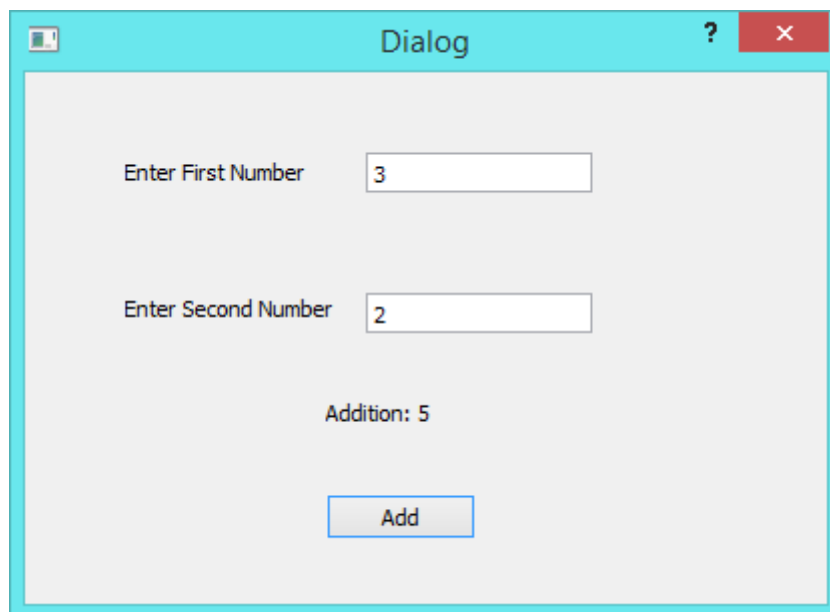 Dialog ?
Enter First Number 3
Enter Second Number 2
Addition: 5
Add